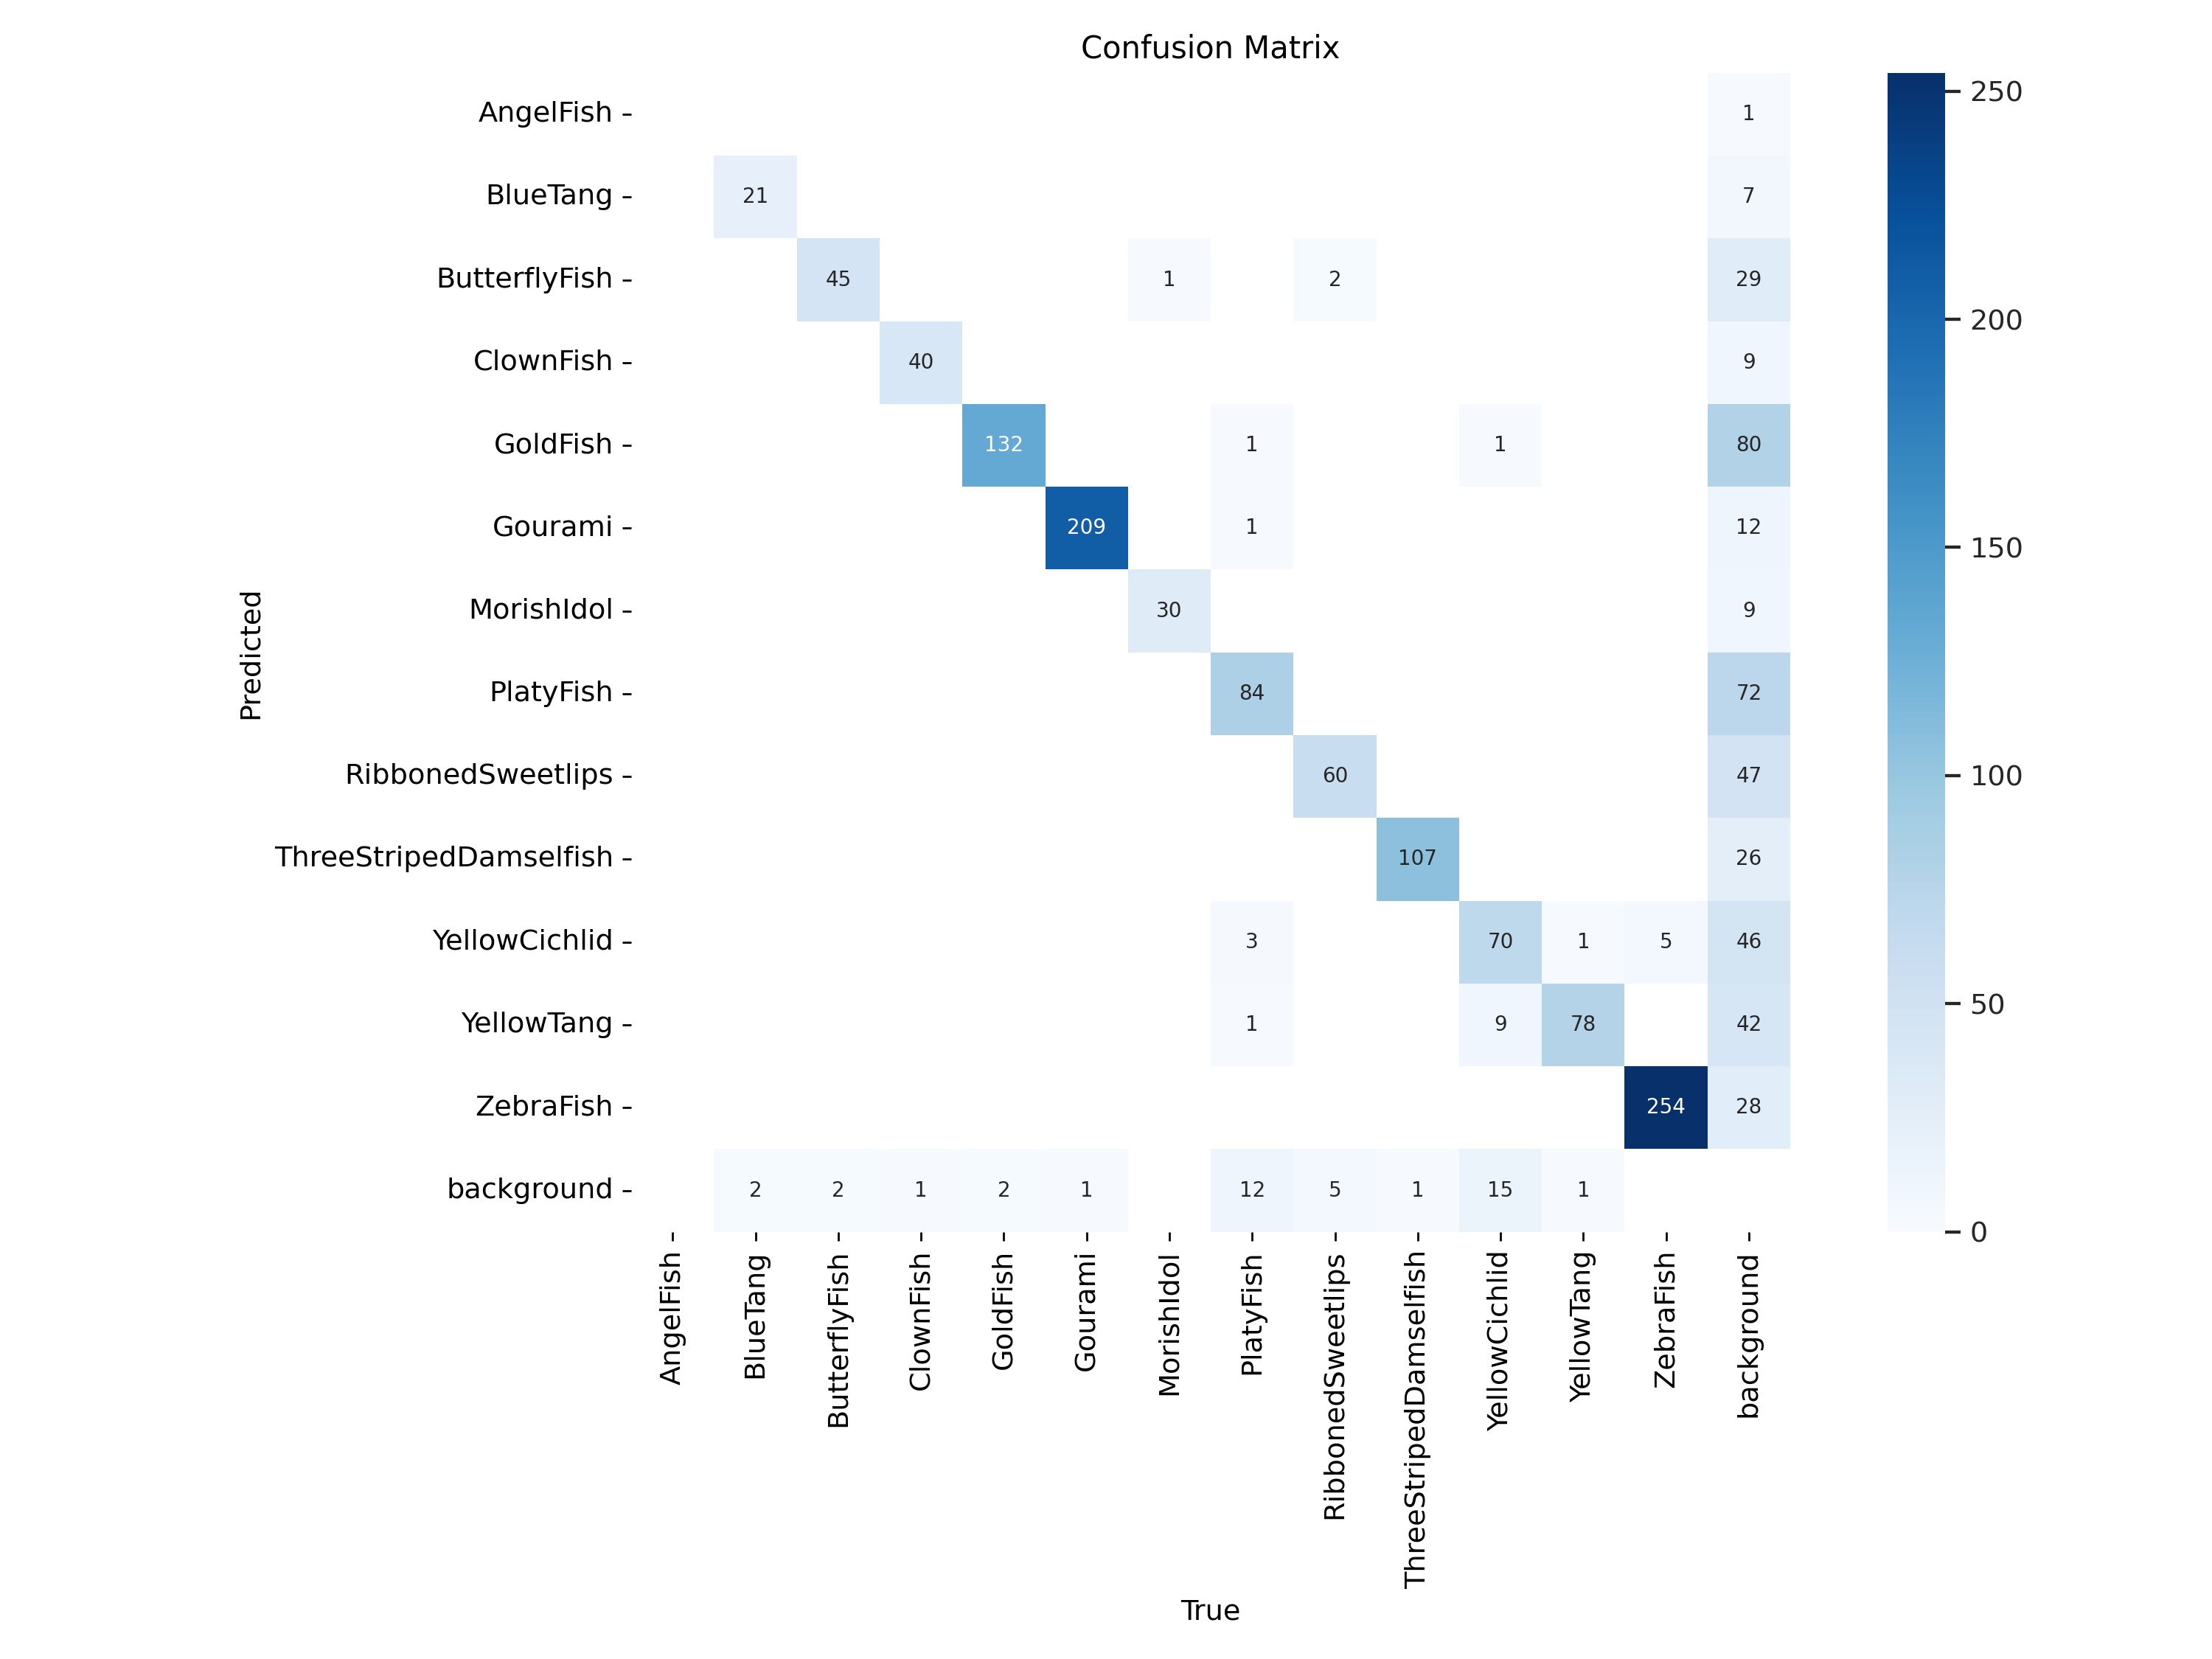 Confusion Matrix
AngelFish
1
BlueTang
21 7
ButterflyFish
45 1 2 29
ClownFish
40 9
GoldFish
132 1 1 80
Gourami
209 1 12
MorishIdol
30 9
PlatyFish
84 72
RibbonedSweetlips
60 47
ThreeStripedDamselfish
107 26
YellowCichlid
3 70 1 5 46
YellowTang
1 9 78 42
ZebraFish
254 28
background
2 2 1 2 1 12 5 1 15 1
Predicted
AngelFish
BlueTang
ButterflyFish
ClownFish
GoldFish
Gourami
MorishIdol
PlatyFish
RibbonedSweetlips
ThreeStripedDamselfish
YellowCichlid
YellowTang
ZebraFish
background
True
250
200
150
100
50
0